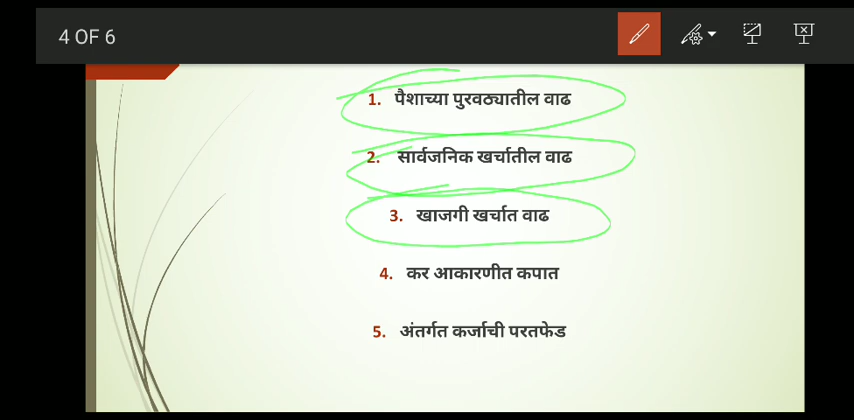 4 OF 6
1. पैशाच्या पुरवठ्यातील वाढ
2. सार्वजनिक खर्चातील वाढ
3. खाजगी खर्चात वाढ
4. कर आकारणीत कपात
5. अंतर्गत कर्जाची परतफेड